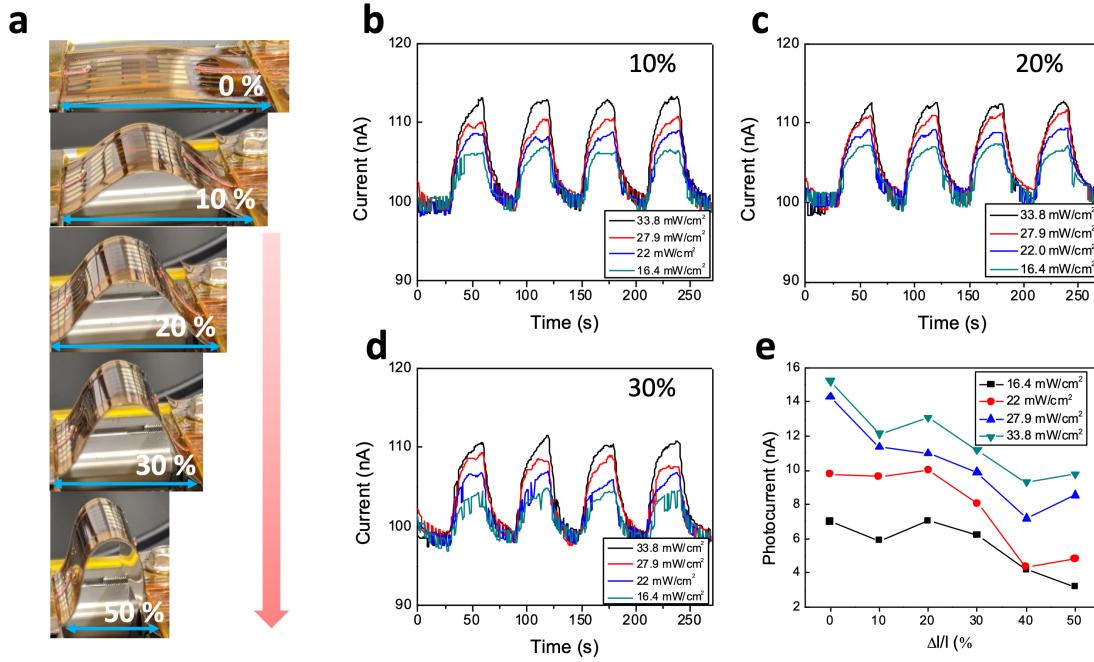 a
0 %
10 %
20 %
30 %
50 %
b
120
110
100
90
Current (nA)
10%
33.8 mW/cm²
27.9 mW/cm²
22 mW/cm²
16.4 mW/cm²
0 50 100 150 200 250
Time (s)
c
120
110
100
90
Current (nA)
20%
33.8 mW/cm²
27.9 mW/cm²
22.0 mW/cm²
16.4 mW/cm²
0 50 100 150 200 250
Time (s)
d
120
110
100
90
Current (nA)
30%
33.8 mW/cm²
27.9 mW/cm²
22 mW/cm²
16.4 mW/cm²
0 50 100 150 200 250
Time (s)
e
16
14
12
10
8
6
4
2
Photocurrent (nA)
16.4 mW/cm²
22 mW/cm²
27.9 mW/cm²
33.8 mW/cm²
0 10 20 30 40 50
Δl/l (%